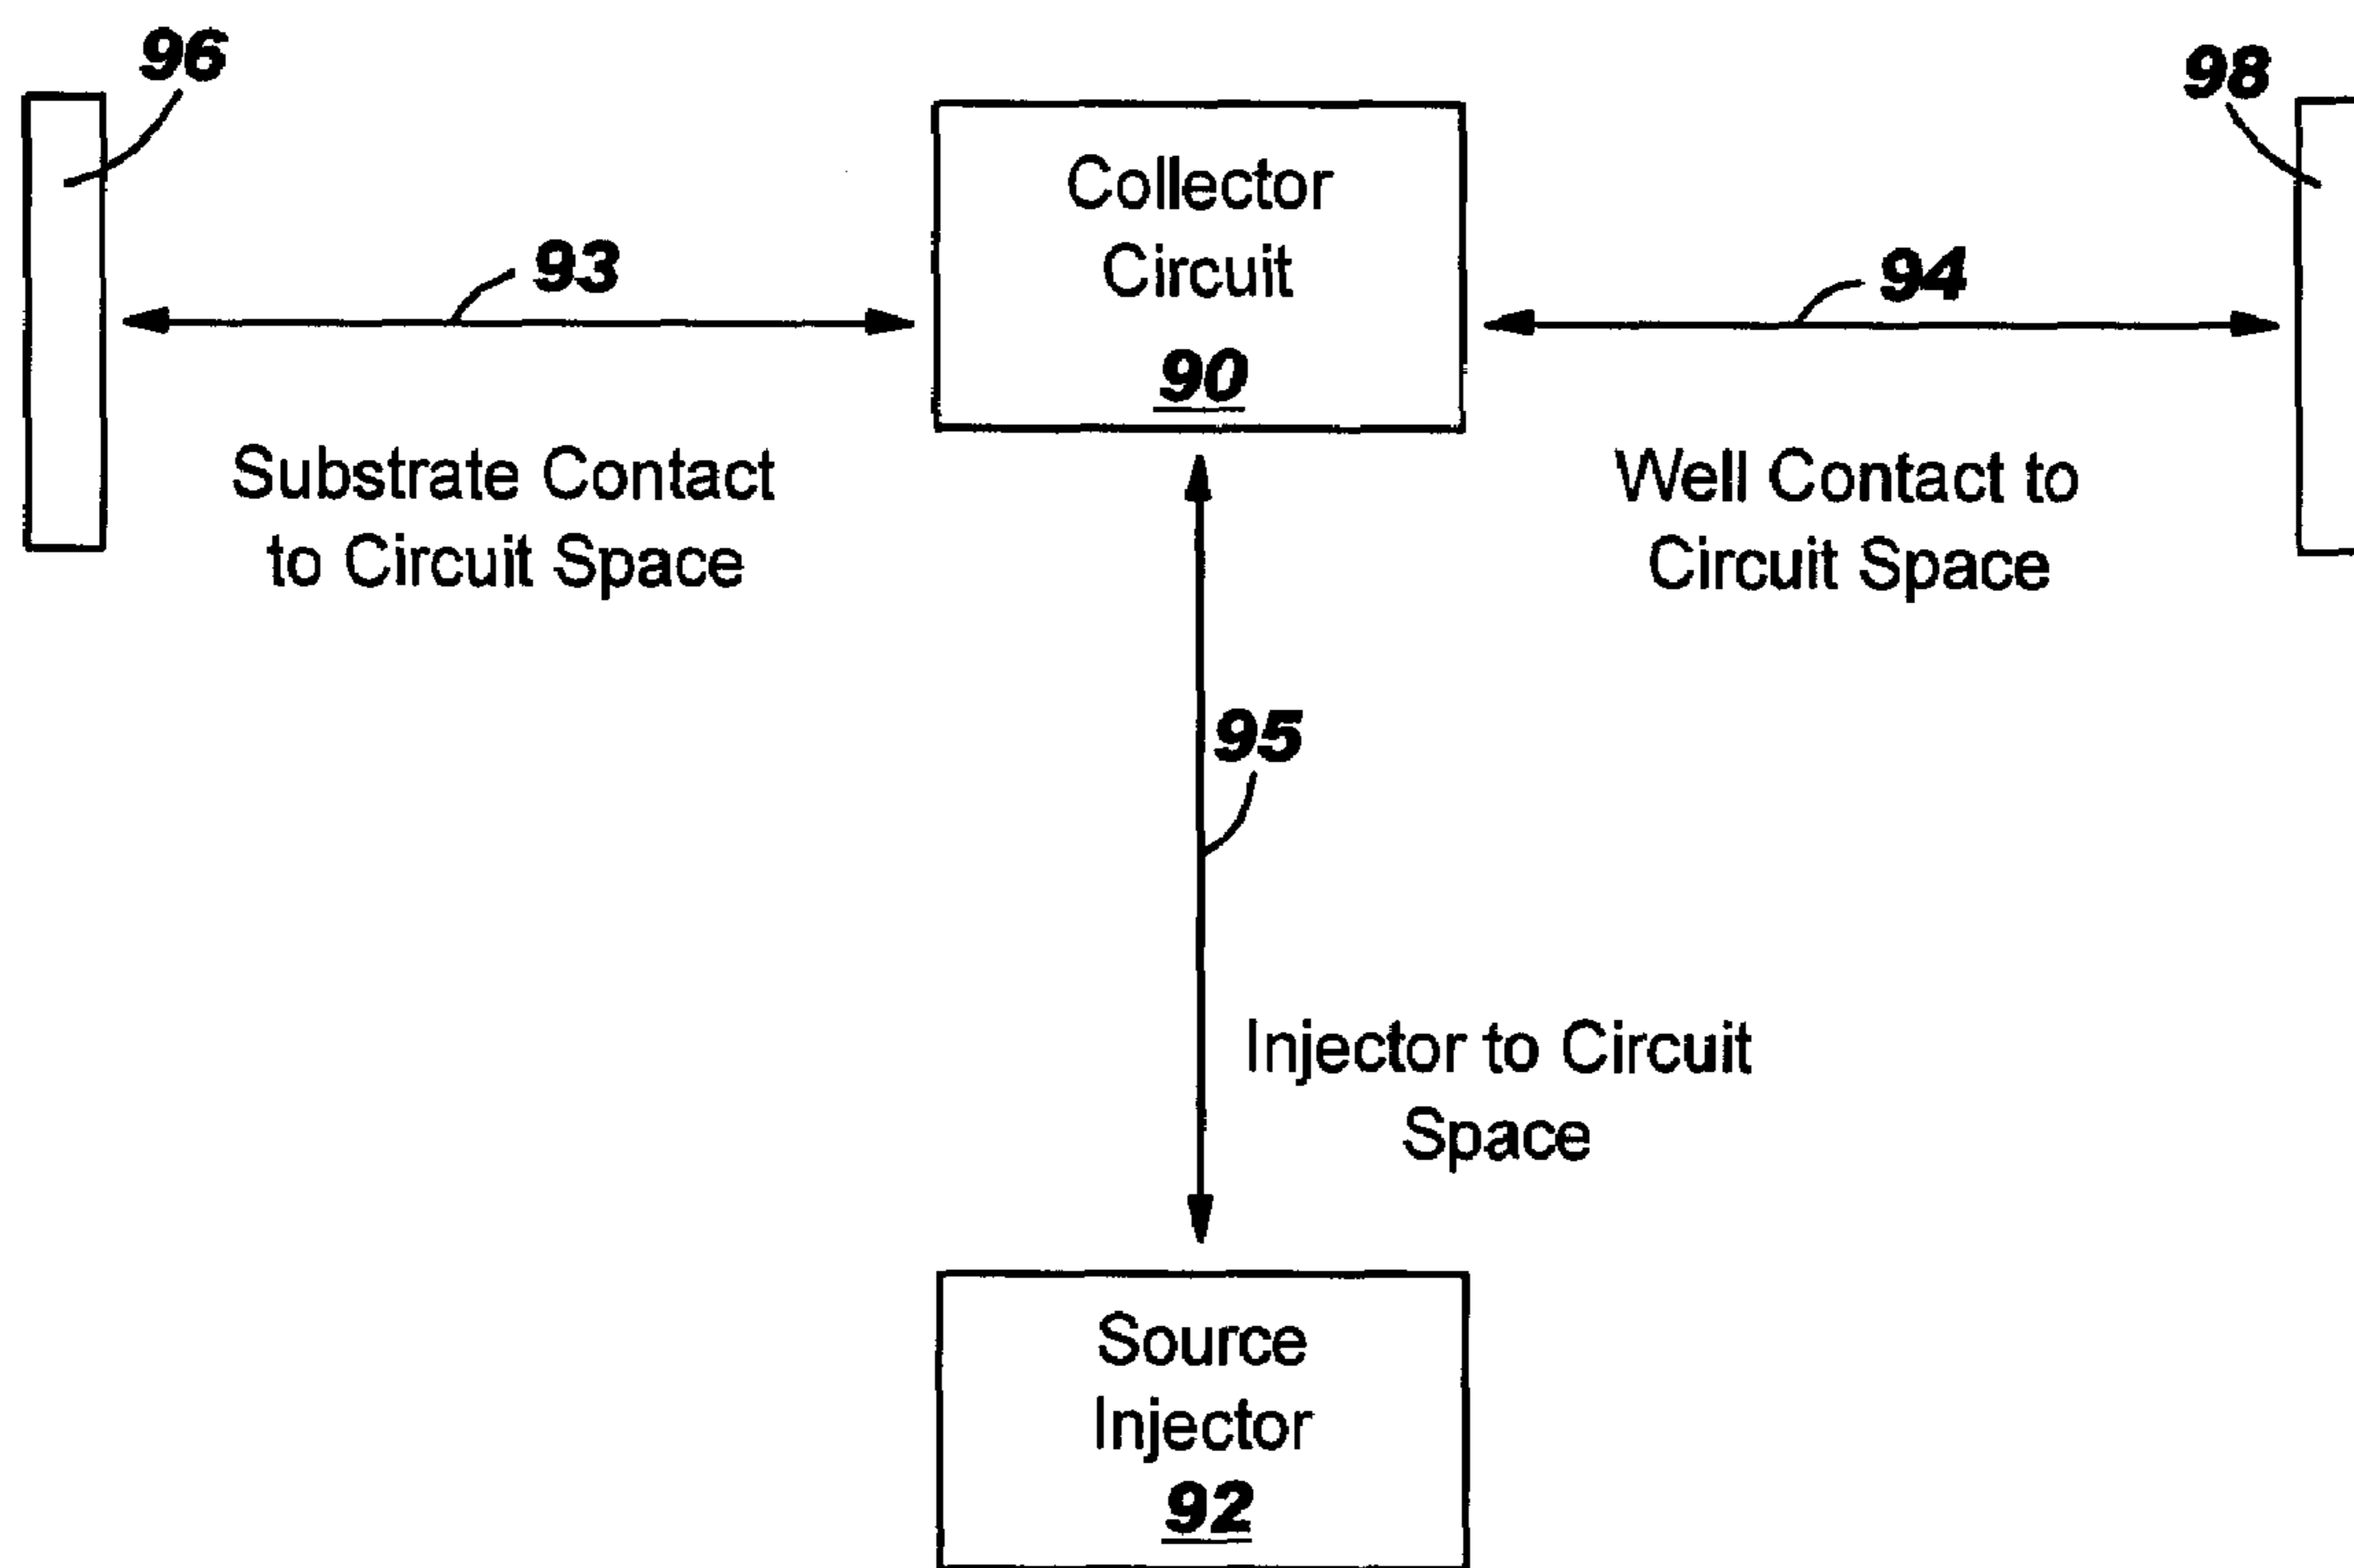 96
98
Collector
Circuit
90
93
94
Substrate Contact
to Circuit Space
Well Contact to
Circuit Space
95
Injector to Circuit
Space
Source
Injector
92